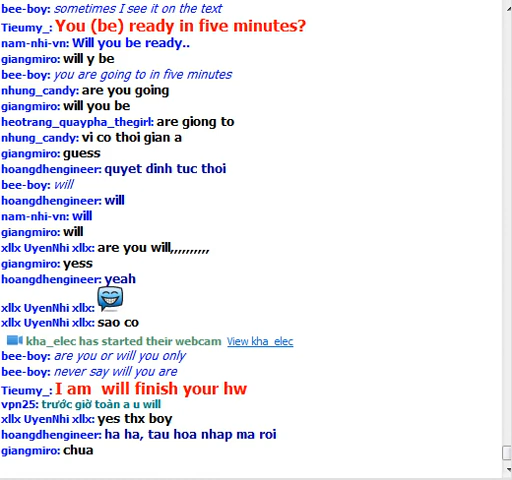 bee-boy: sometimes I see it on the text
Tieumy_: You (be) ready in five minutes?
nam-nhi-vn: Will you be ready..
giangmiro: will y be
bee-boy: you are going to in five minutes
nhung_candy: are you going
giangmiro: will you be
heotrang_quaypha_thegirl: are giong to
nhung_candy: vi co thoi gian a
giangmiro: guess
hoangdhengineer: quyet dinh tuc thoi
bee-boy: will
hoangdhengineer: will
nam-nhi-vn: will
giangmiro: will
xllx UyenNhi xllx: are you will,,,,,,,,,,
giangmiro: yess
hoangdhengineer: yeah
xllx UyenNhi xllx:
xllx UyenNhi xllx: sao co
kha_elec has started their webcam View kha_elec
bee-boy: are you or will you only
bee-boy: never say will you are
Tieumy_: I am will finish your hw
vpn25: trước giờ toàn a u will
xllx UyenNhi xllx: yes thx boy
hoangdhengineer: ha ha, tau hoa nhap ma roi
giangmiro: chua